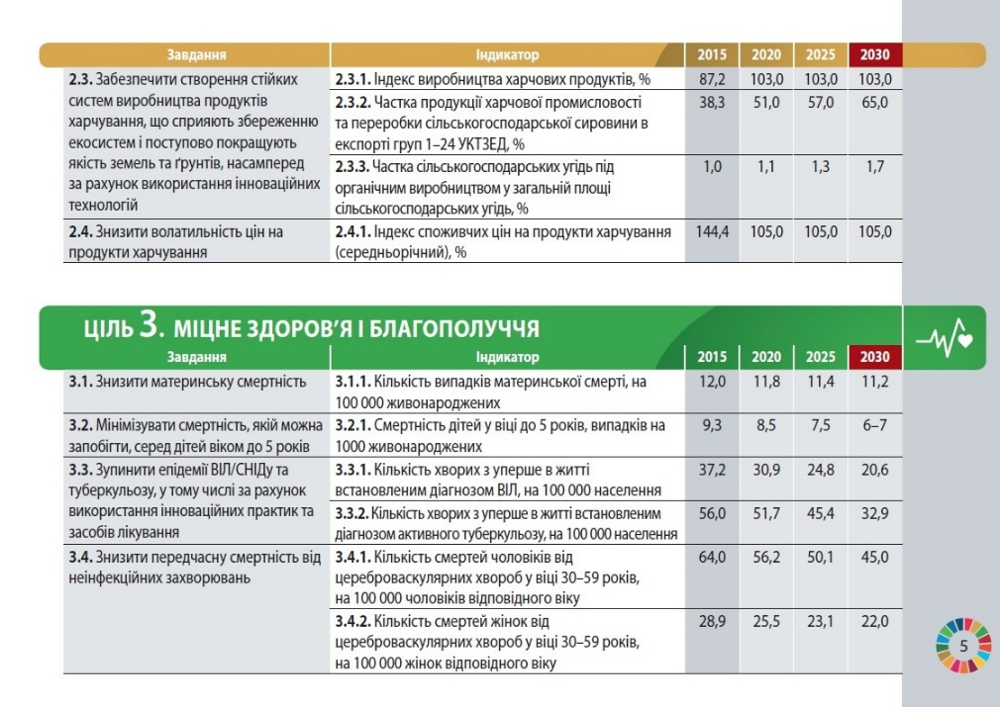 Завдання Індикатор 2015 2020 2025 2030
2.3. Забезпечити створення стійких
систем виробництва продуктів
харчування, що сприяють збереженню
екосистем і поступово покращують
якість земель та ґрунтів, насамперед
за рахунок використання інноваційних
технологій
2.3.1. Індекс виробництва харчових продуктів, % 87,2 103,0 103,0 103,0
2.3.2. Частка продукції харчової промисловості 38,3 51,0 57,0 65,0
та переробки сільськогосподарської сировини в
експорті груп 1–24 УКТЗЕД, %
2.3.3. Частка сільськогосподарських угідь під 1,0 1,1 1,3 1,7
органічним виробництвом у загальній площі
сільськогосподарських угідь, %
2.4. Знизити волатильність цін на
продукти харчування
2.4.1. Індекс споживчих цін на продукти харчування 144,4 105,0 105,0 105,0
(середньорічний), %
ЦІЛЬ 3. МІЦНЕ ЗДОРОВ’Я І БЛАГОПОЛУЧЧЯ
Завдання Індикатор 2015 2020 2025 2030
3.1. Знизити материнську смертність
3.1.1. Кількість випадків материнської смерті, на 12,0 11,8 11,4 11,2
100 000 живонароджених
3.2. Мінімізувати смертність, якій можна
запобігти, серед дітей віком до 5 років
3.2.1. Смертність дітей у віці до 5 років, випадків на 9,3 8,5 7,5 6–7
1000 живонароджених
3.3. Зупинити епідемії ВІЛ/СНІДу та
туберкульозу, у тому числі за рахунок
використання інноваційних практик та
засобів лікування
3.3.1. Кількість хворих з уперше в житті 37,2 30,9 24,8 20,6
встановленим діагнозом ВІЛ, на 100 000 населення
3.3.2. Кількість хворих з уперше в житті встановленим 56,0 51,7 45,4 32,9
діагнозом активного туберкульозу, на 100 000 населення
3.4. Знизити передчасну смертність від
неінфекційних захворювань
3.4.1. Кількість смертей чоловіків від 64,0 56,2 50,1 45,0
цереброваскулярних хвороб у віці 30–59 років,
на 100 000 чоловіків відповідного віку
3.4.2. Кількість смертей жінок від 28,9 25,5 23,1 22,0
цереброваскулярних хвороб у віці 30–59 років,
на 100 000 жінок відповідного віку
5